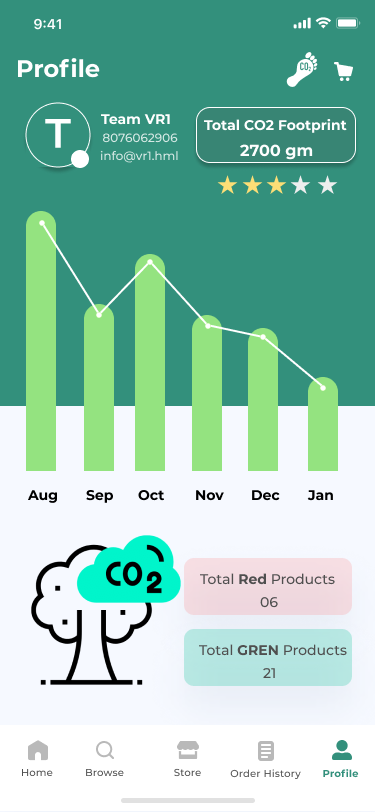 9:41
Profile
CO2
Team VR1
8076062906
info@vr1.hml
T
Total CO2 Footprint
2700 gm
Aug Sep Oct Nov Dec Jan
CO2
Total Red Products
06
Total GREN Products
21
Home Browse Store Order History Profile